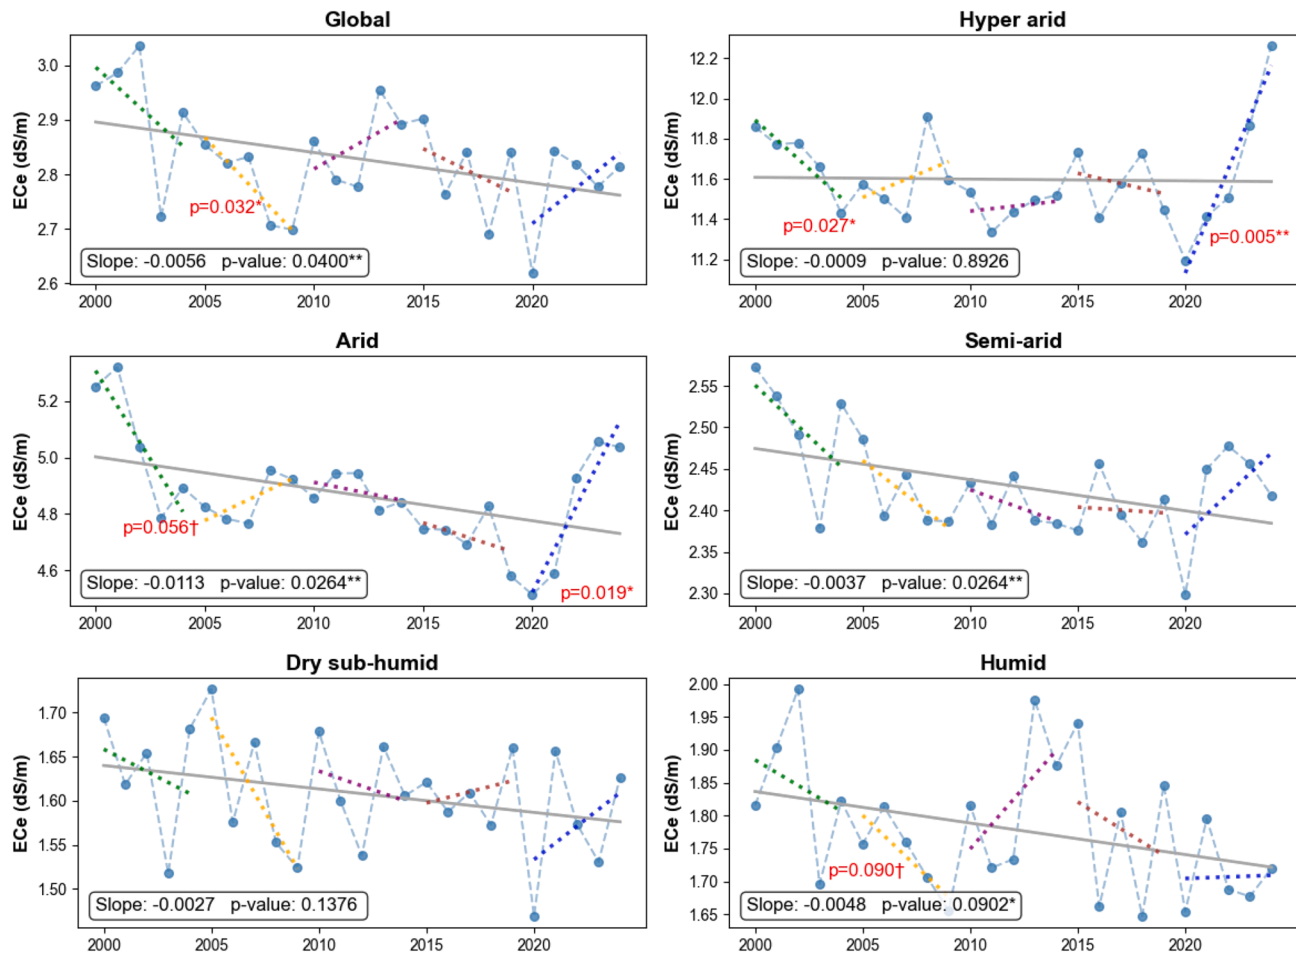 Global
ECe (dS/m)
3.0
2.9
2.8
2.7
2.6
p=0.032*
Slope: -0.0056 p-value: 0.0400**
2000 2005 2010 2015 2020
Hyper arid
ECe (dS/m)
12.2
12.0
11.8
11.6
11.4
11.2
p=0.027*
p=0.005**
Slope: -0.0009 p-value: 0.8926
2000 2005 2010 2015 2020
Arid
ECe (dS/m)
5.2
5.0
4.8
4.6
p=0.056†
p=0.019*
Slope: -0.0113 p-value: 0.0264**
2000 2005 2010 2015 2020
Semi-arid
ECe (dS/m)
2.55
2.50
2.45
2.40
2.35
2.30
Slope: -0.0037 p-value: 0.0264**
2000 2005 2010 2015 2020
Dry sub-humid
ECe (dS/m)
1.70
1.65
1.60
1.55
1.50
Slope: -0.0027 p-value: 0.1376
2000 2005 2010 2015 2020
Humid
ECe (dS/m)
2.00
1.95
1.90
1.85
1.80
1.75
1.70
1.65
p=0.090†
Slope: -0.0048 p-value: 0.0902*
2000 2005 2010 2015 2020